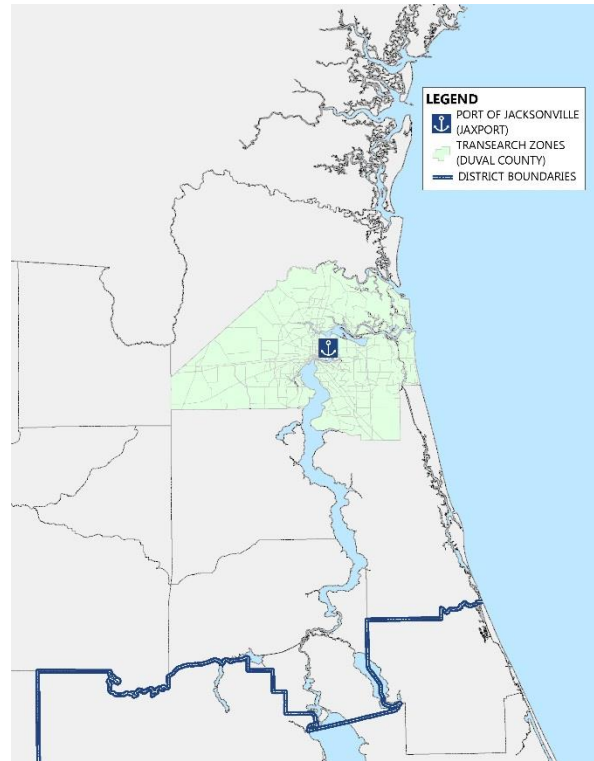 LEGEND
PORT OF JACKSONVILLE
(JAXPORT)
TRANSEARCH ZONES
(DUVAL COUNTY)
DISTRICT BOUNDARIES